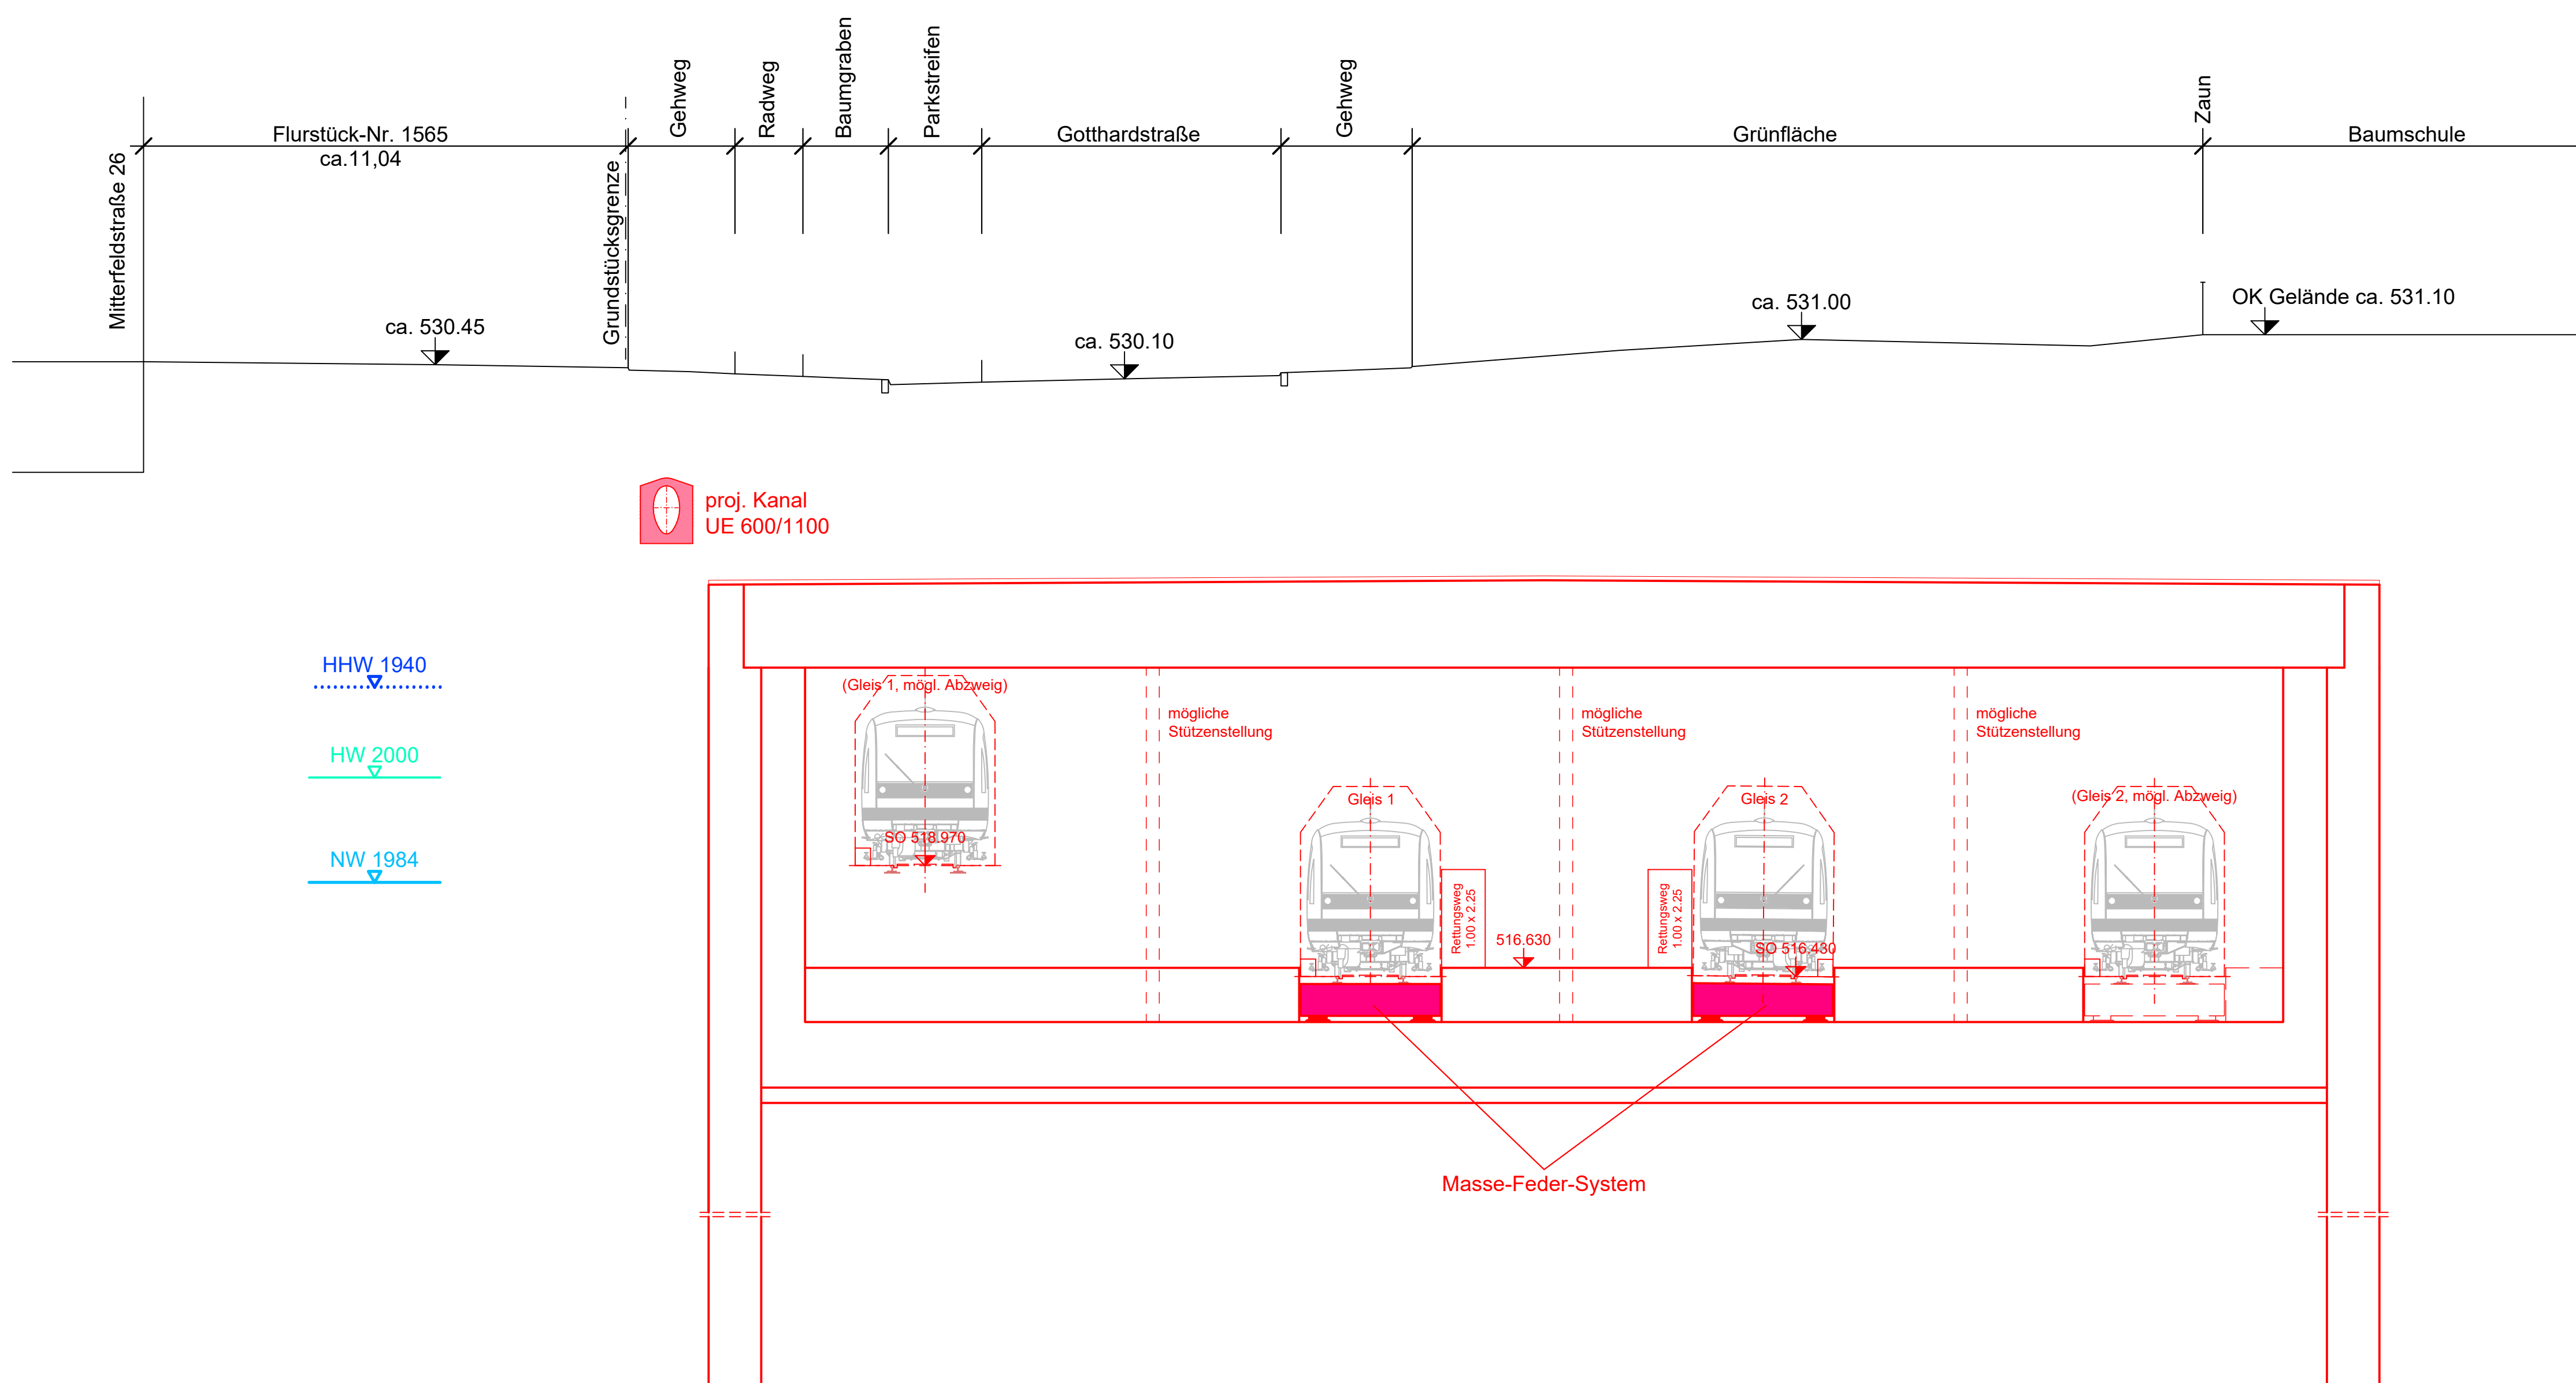 Mitterfeldstraße 26
Flurstück-Nr. 1565
ca.11,04
Grundstücksgrenze
Gehweg
Radweg
Baumgraben
Parkstreifen
Gotthardstraße
Gehweg
Grünfläche
Zaun
Baumschule
ca. 530.45
ca. 530.10
ca. 531.00
OK Gelände ca. 531.10
proj. Kanal
UE 600/1100
HHW 1940
HW 2000
NW 1984
(Gleis 1, mögl. Abzweig)
SO 518.970
mögliche
Stützenstellung
Gleis 1
Rettungsweg
1.00 x 2.25
516.630
mögliche
Stützenstellung
Rettungsweg
1.00 x 2.25
Gleis 2
SO 516.430
mögliche
Stützenstellung
(Gleis 2, mögl. Abzweig)
Masse-Feder-System